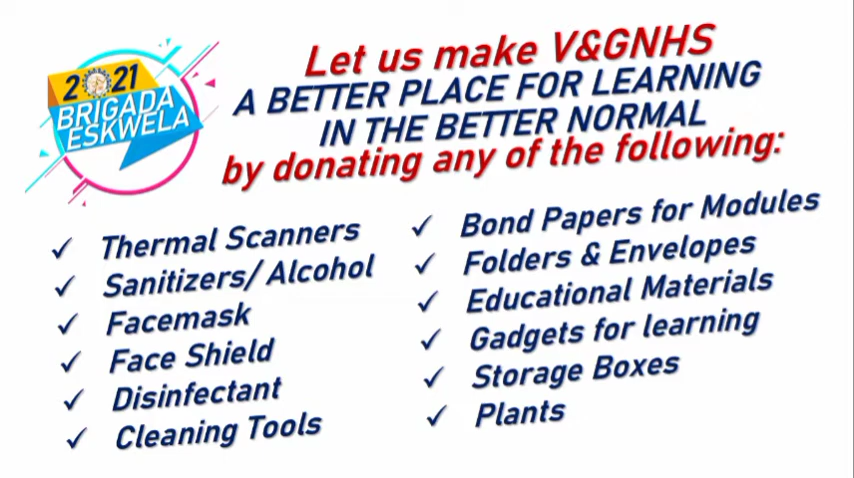 2021
BRIGADA
ESKWELA
Let us make V&GNHS
A BETTER PLACE FOR LEARNING
IN THE BETTER NORMAL
by donating any of the following:
✓ Thermal Scanners
✓ Sanitizers/ Alcohol
✓ Facemask
✓ Face Shield
✓ Disinfectant
✓ Cleaning Tools
✓ Bond Papers for Modules
✓ Folders & Envelopes
✓ Educational Materials
✓ Gadgets for learning
✓ Storage Boxes
✓ Plants